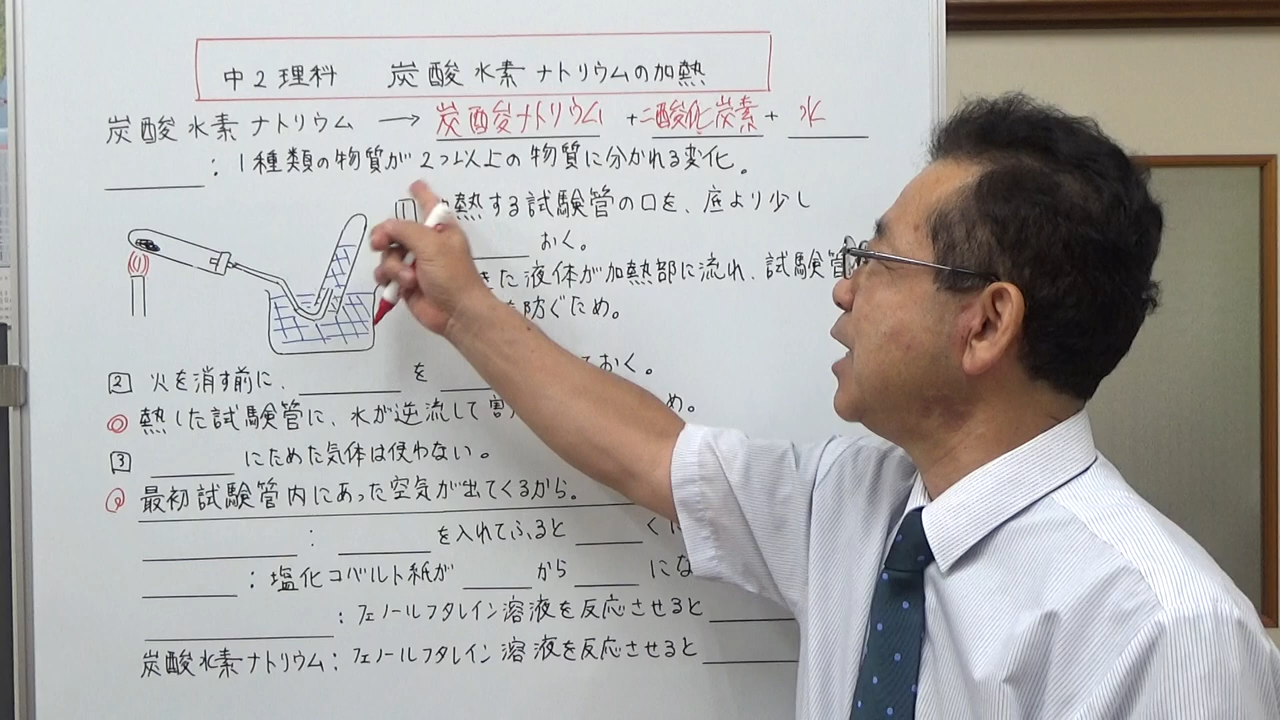 中2理科 炭酸水素ナトリウムの加熱
炭酸水素ナトリウム → 炭酸ナトリウム + 二酸化炭素 + 水
: 1種類の物質が2つ以上の物質に分かれる変化。
1 熱する試験管の口を、底より少し
おく。
きた液体が加熱部に流れ、試験管
防ぐため。
2 火を消す前に、 を ておく。
◎ 熱した試験管に、水が逆流して割 め。
3 にためた気体は使わない。
◎ 最初試験管内にあった空気が出てくるから。
: を入れてふると く
: 塩化コバルト紙が から にな
: フェノールフタレイン溶液を反応させると
炭酸水素ナトリウム: フェノールフタレイン溶液を反応させると